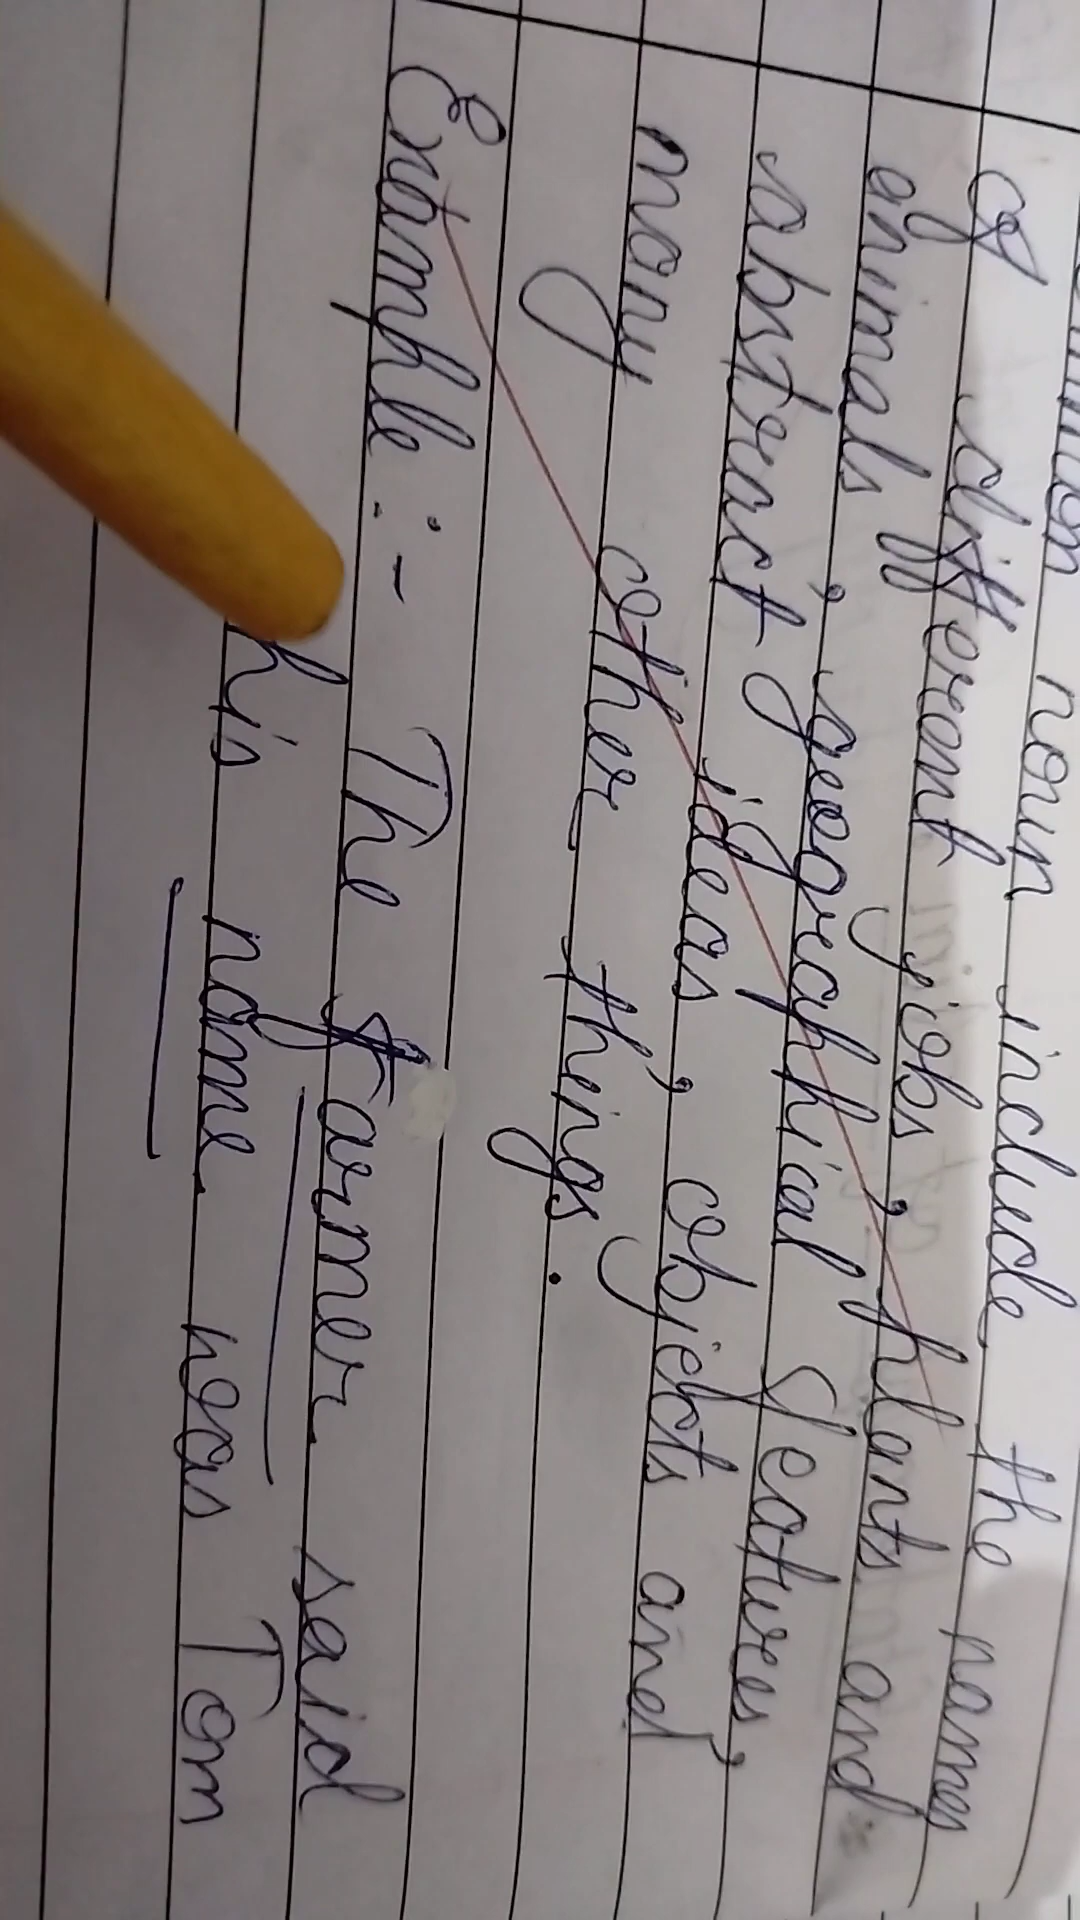 noun include the names
of different jobs, plants and
animals, geographical features,
abstract ideas, objects and
many other things.
Example :- The farmer said
his name was Tom